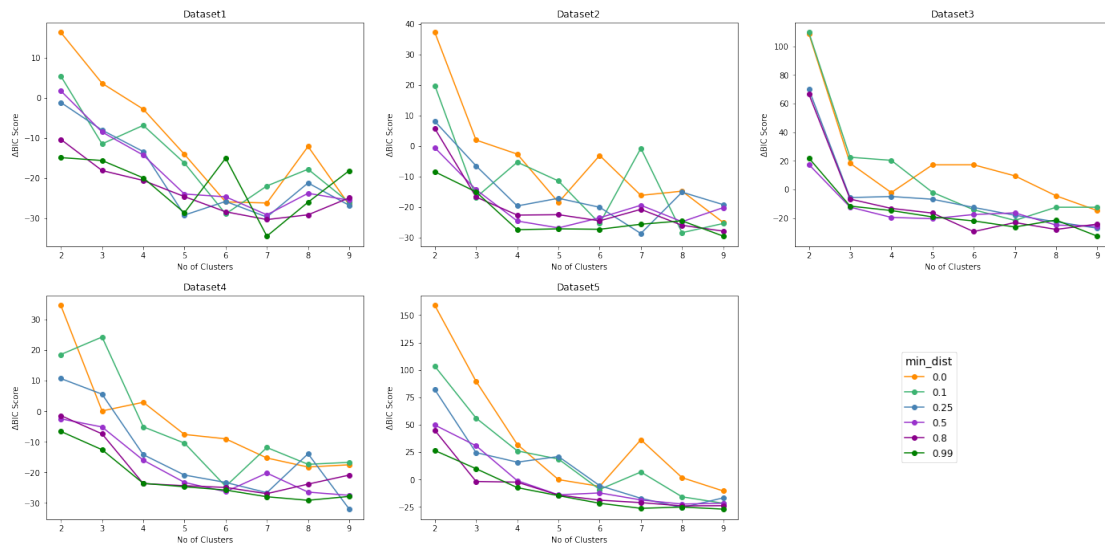 Dataset1
ΔBIC Score
10
0
−10
−20
−30
2 3 4 5 6 7 8 9
No of Clusters
Dataset2
ΔBIC Score
40
30
20
10
0
−10
−20
−30
2 3 4 5 6 7 8 9
No of Clusters
Dataset3
ΔBIC Score
100
80
60
40
20
0
−20
2 3 4 5 6 7 8 9
No of Clusters
Dataset4
ΔBIC Score
30
20
10
0
−10
−20
−30
2 3 4 5 6 7 8 9
No of Clusters
Dataset5
ΔBIC Score
150
125
100
75
50
25
0
−25
2 3 4 5 6 7 8 9
No of Clusters
min_dist
0.0
0.1
0.25
0.5
0.8
0.99